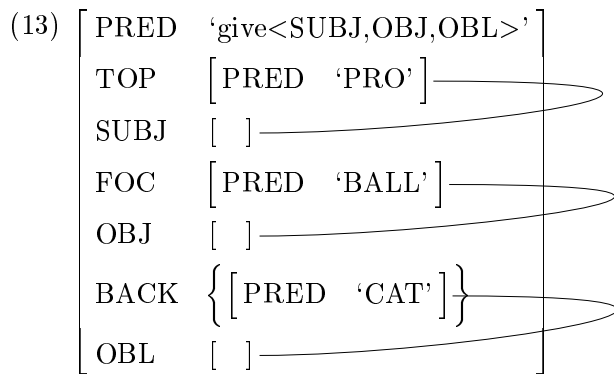 (13) [ PRED ‘give<SUBJ,OBJ,OBL>’ ]
TOP [ PRED ‘PRO’ ]
SUBJ [ ]
FOC [ PRED ‘BALL’ ]
OBJ [ ]
BACK { [ PRED ‘CAT’ ] }
OBL [ ]